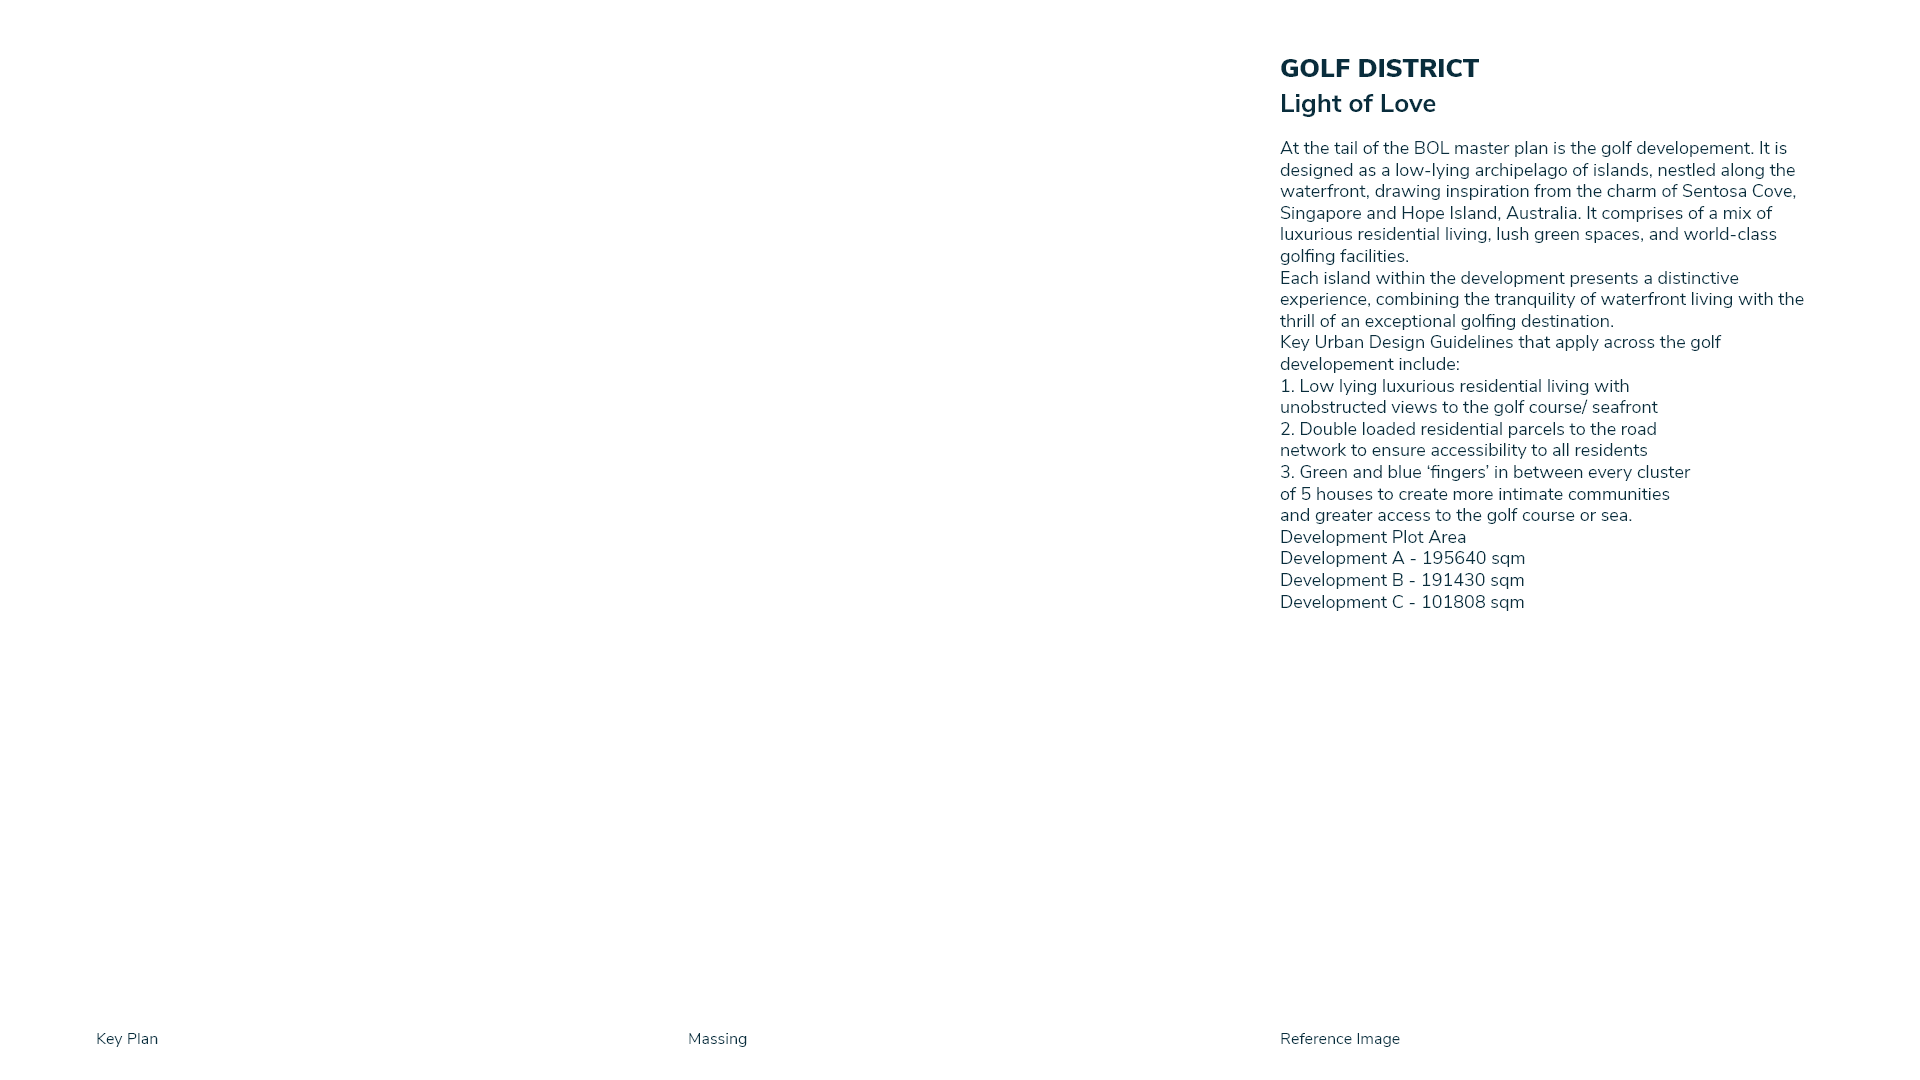 GOLF DISTRICT
Light of Love
At the tail of the BOL master plan is the golf developement. It is
designed as a low-lying archipelago of islands, nestled along the
waterfront, drawing inspiration from the charm of Sentosa Cove,
Singapore and Hope Island, Australia. It comprises of a mix of
luxurious residential living, lush green spaces, and world-class
golfing facilities.
Each island within the development presents a distinctive
experience, combining the tranquility of waterfront living with the
thrill of an exceptional golfing destination.
Key Urban Design Guidelines that apply across the golf
developement include:
1. Low lying luxurious residential living with
unobstructed views to the golf course/ seafront
2. Double loaded residential parcels to the road
network to ensure accessibility to all residents
3. Green and blue ‘fingers’ in between every cluster
of 5 houses to create more intimate communities
and greater access to the golf course or sea.
Development Plot Area
Development A - 195640 sqm
Development B - 191430 sqm
Development C - 101808 sqm
Key Plan
Massing
Reference Image